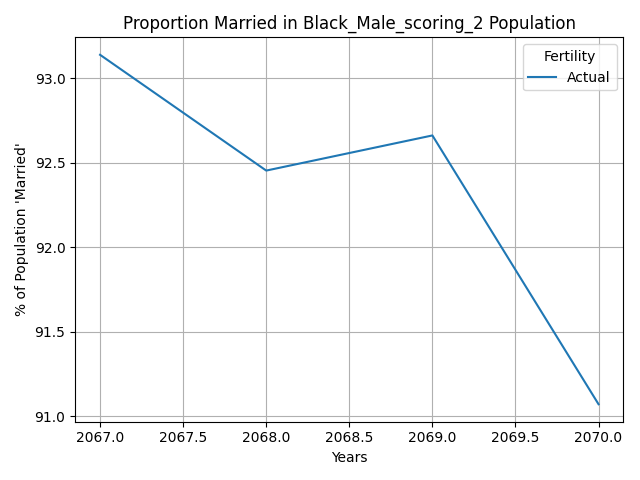 Proportion Married in Black_Male_scoring_2 Population
Fertility
Actual
% of Population 'Married'
93.0
92.5
92.0
91.5
91.0
2067.0 2067.5 2068.0 2068.5 2069.0 2069.5 2070.0
Years